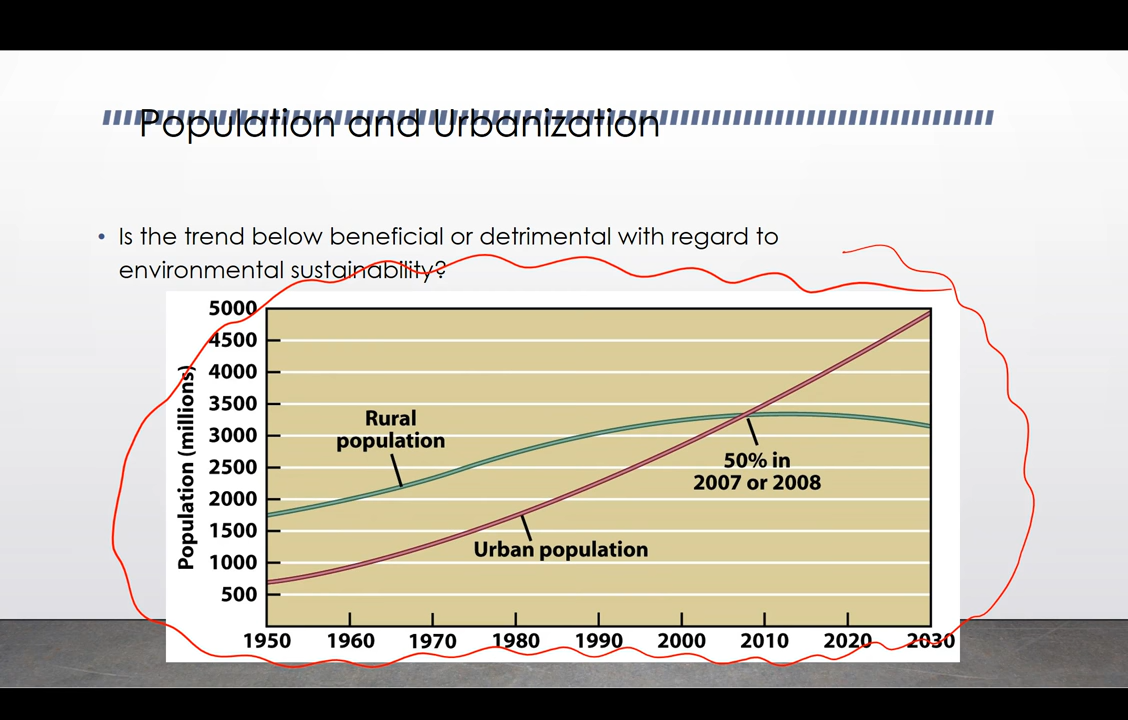 Population and Urbanization
• Is the trend below beneficial or detrimental with regard to
environmental sustainability?
Population (millions)
5000
4500
4000
3500
3000
2500
2000
1500
1000
500
Rural
population
50% in
2007 or 2008
Urban population
1950 1960 1970 1980 1990 2000 2010 2020 2030